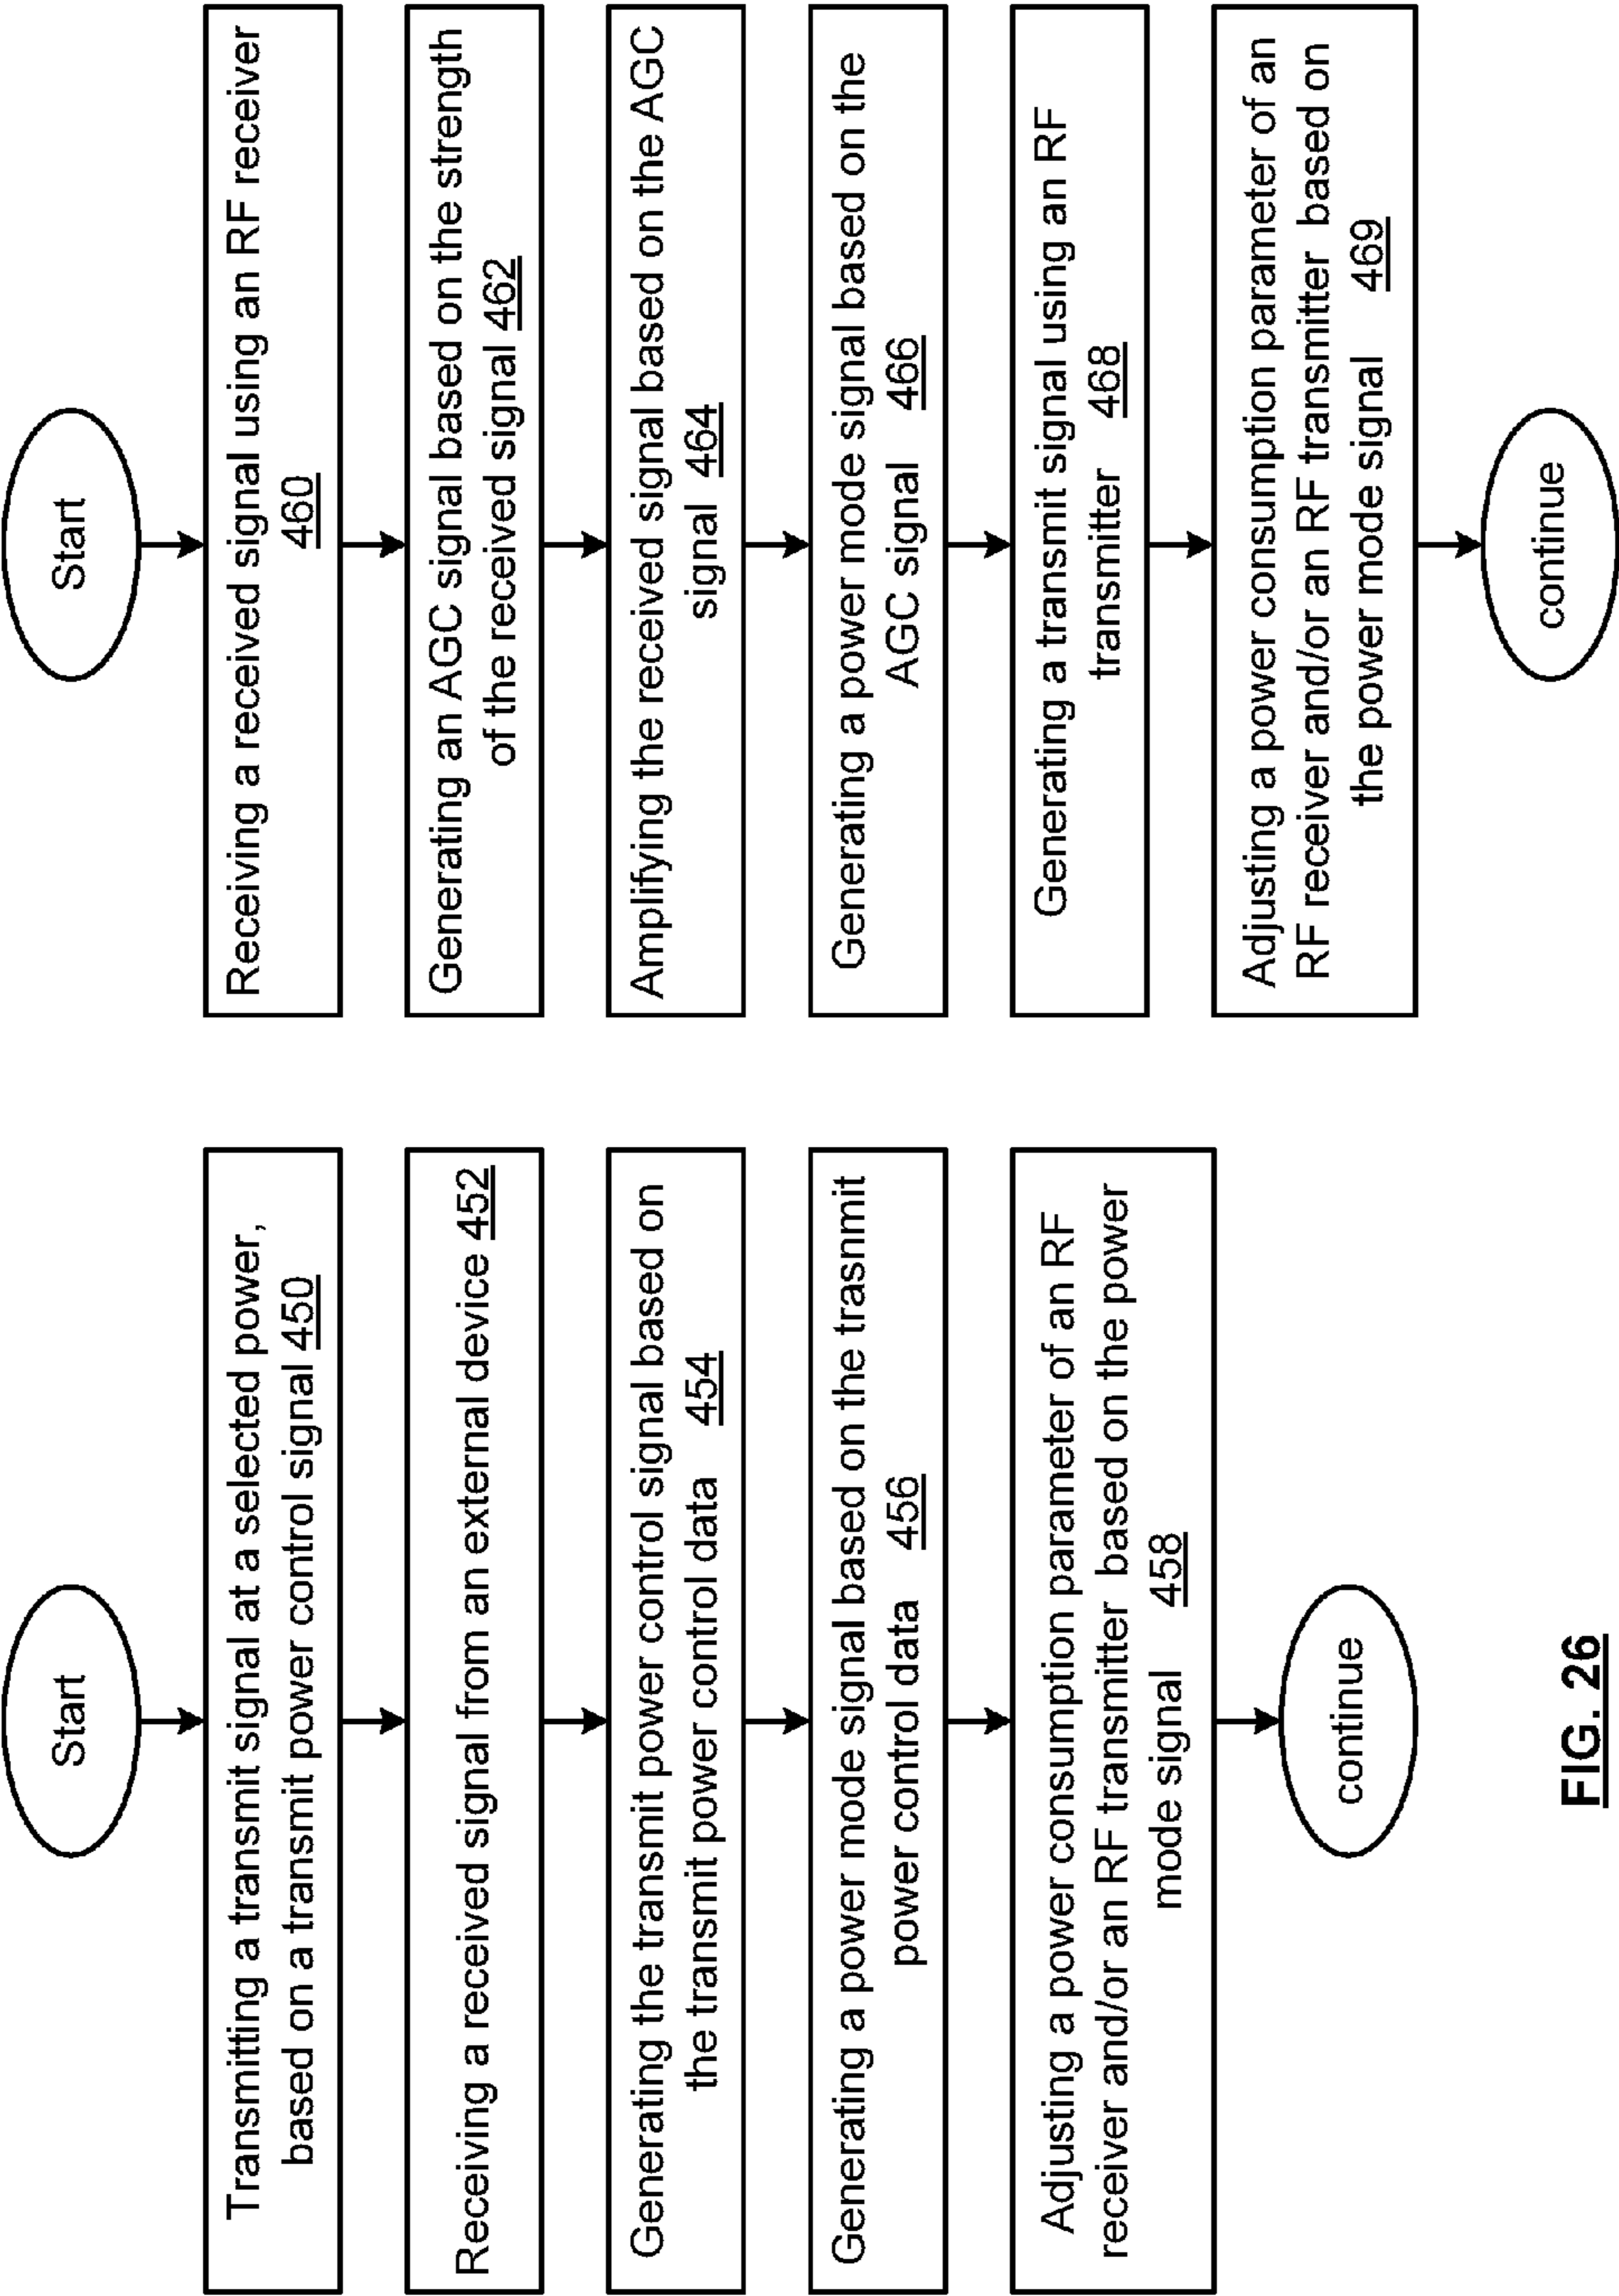 Start
Transmitting a transmit signal at a selected power,
based on a transmit power control signal 450
Receiving a received signal from an external device 452
Generating the transmit power control signal based on
the transmit power control data 454
Generating a power mode signal based on the trasnmit
power control data 456
Adjusting a power consumption parameter of an RF
receiver and/or an RF transmitter based on the power
mode signal 458
continue
FIG. 26
Start
Receiving a received signal using an RF receiver
460
Generating an AGC signal based on the strength
of the received signal 462
Amplifying the received signal based on the AGC
signal 464
Generating a power mode signal based on the
AGC signal 466
Generating a transmit signal using an RF
transmitter 468
Adjusting a power consumption parameter of an
RF receiver and/or an RF transmitter based on
the power mode signal 469
continue